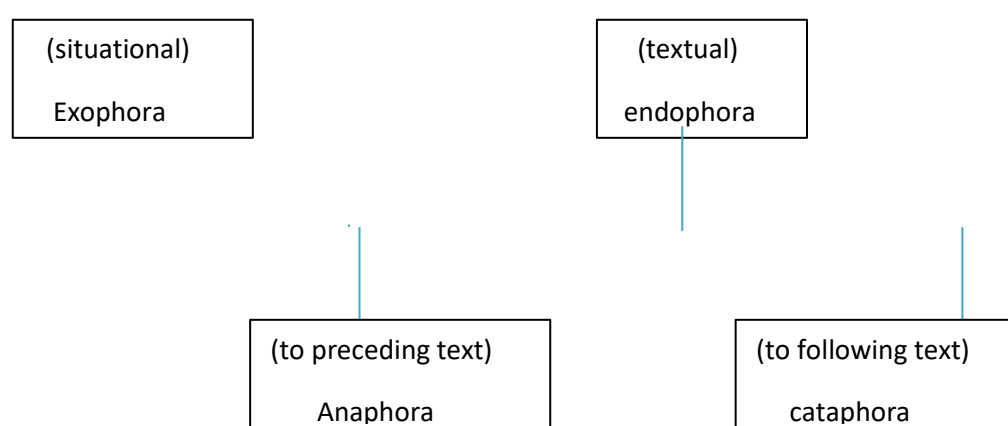 (situational)
Exophora
(textual)
endophora
(to preceding text)
Anaphora
(to following text)
cataphora